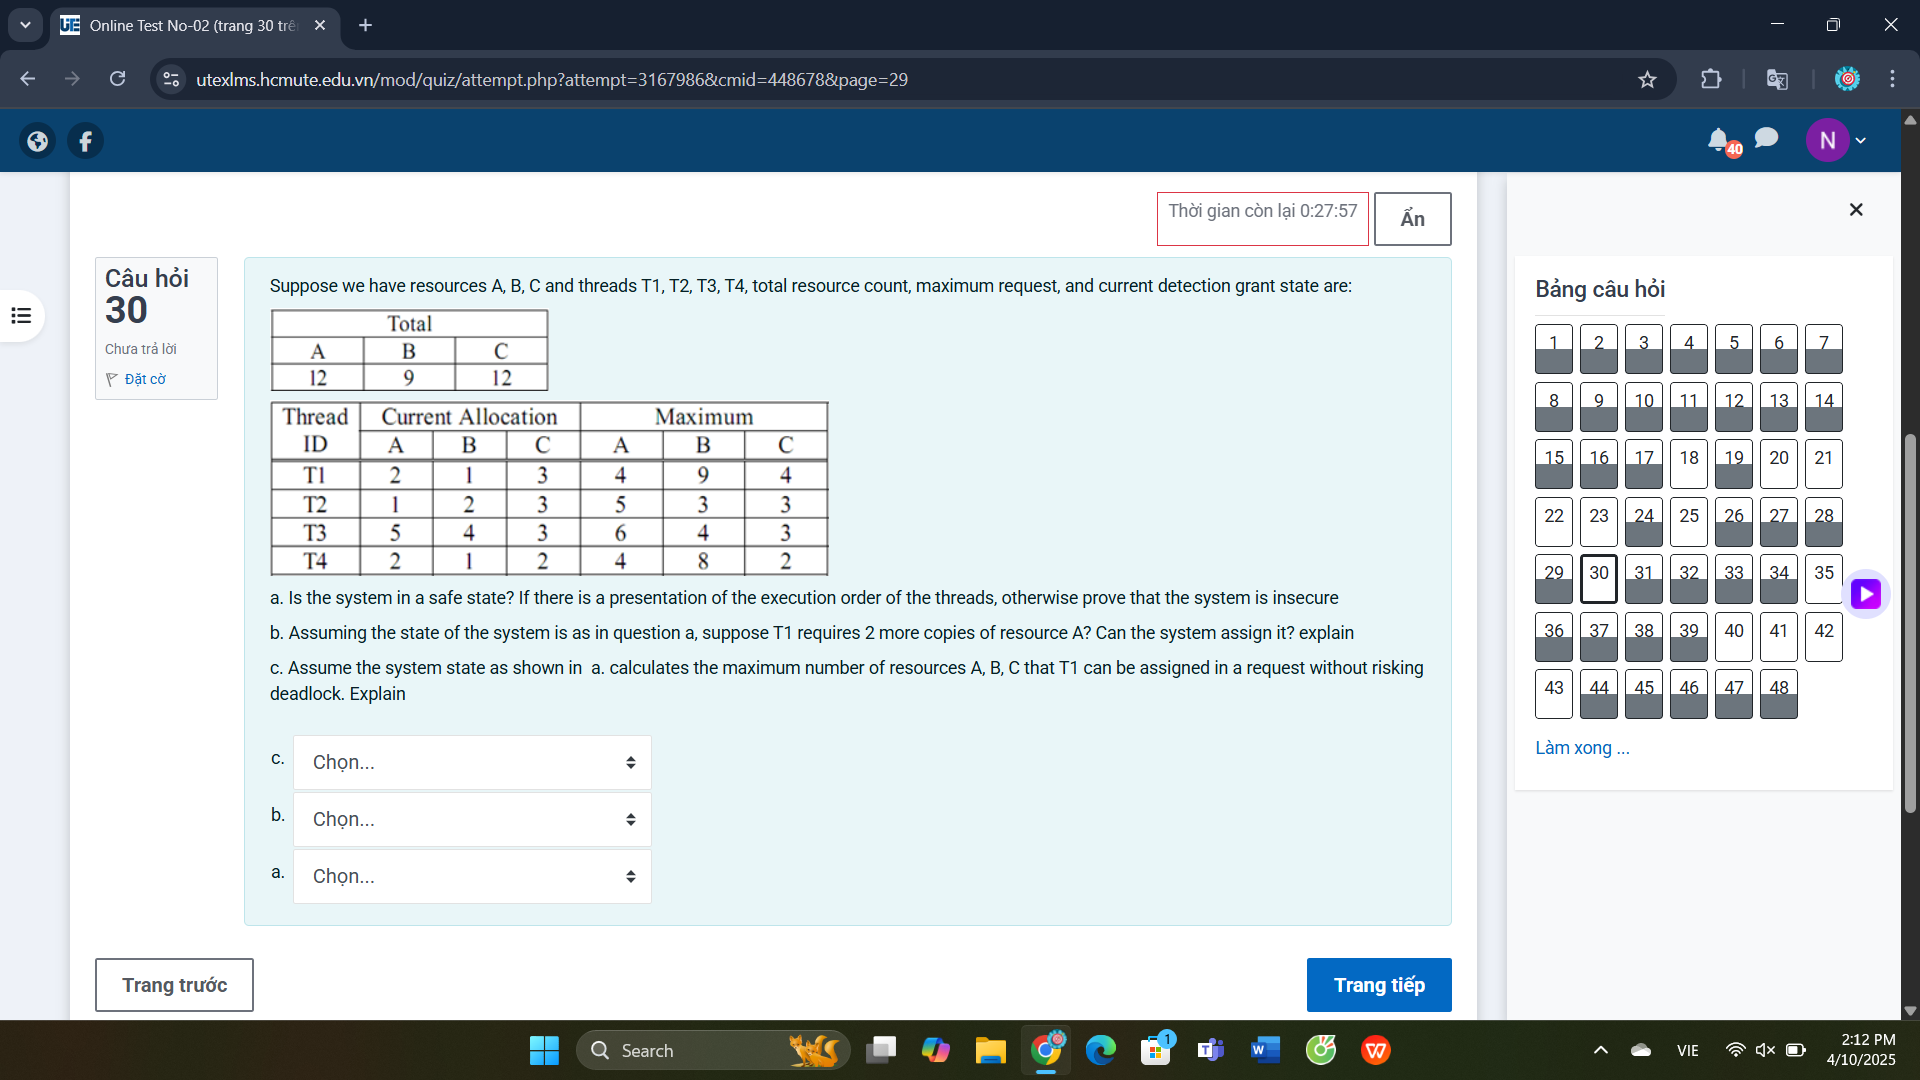 Online Test No-02 (trang 30 trê
utexlms.hcmute.edu.vn/mod/quiz/attempt.php?attempt=3167986&cmid=448678&page=29
40
N
Thời gian còn lại 0:27:57
Ẩn
Câu hỏi
30
Chưa trả lời
Đặt cờ
Suppose we have resources A, B, C and threads T1, T2, T3, T4, total resource count, maximum request, and current detection grant state are:
Total
A B C
12 9 12
Thread Current Allocation Maximum
ID A B C A B C
T1 2 1 3 4 9 4
T2 1 2 3 5 3 3
T3 5 4 3 6 4 3
T4 2 1 2 4 8 2
a. Is the system in a safe state? If there is a presentation of the execution order of the threads, otherwise prove that the system is insecure
b. Assuming the state of the system is as in question a, suppose T1 requires 2 more copies of resource A? Can the system assign it? explain
c. Assume the system state as shown in a. calculates the maximum number of resources A, B, C that T1 can be assigned in a request without risking
deadlock. Explain
c. Chọn...
b. Chọn...
a. Chọn...
Trang trước
Trang tiếp
Bảng câu hỏi
1 2 3 4 5 6 7
8 9 10 11 12 13 14
15 16 17 18 19 20 21
22 23 24 25 26 27 28
29 30 31 32 33 34 35
36 37 38 39 40 41 42
43 44 45 46 47 48
Làm xong ...
Search
1
VIE
2:12 PM
4/10/2025